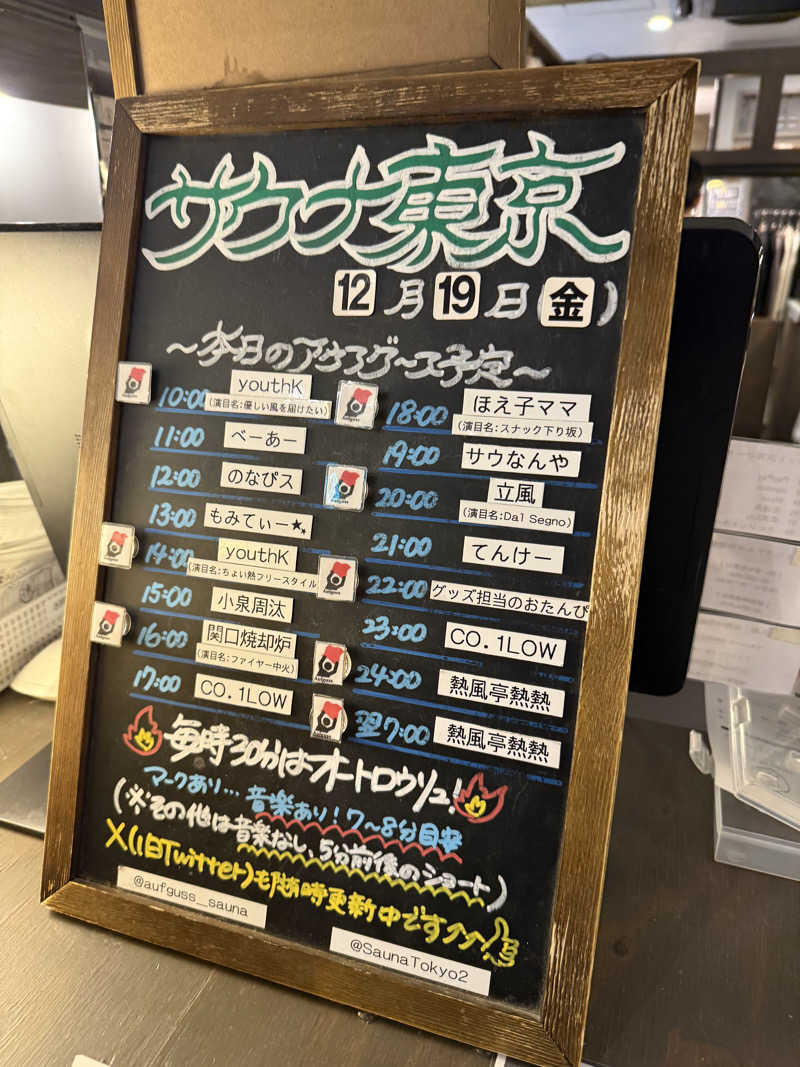 サウナ東京
12月19日(金)
～本日のアウフグース予定～
10:00 youthK
(演目名:優しい風を届けたい)
11:00 べーあー
12:00 のなぴス
13:00 もみてぃー★
14:00 youthK
(演目名:ちょい熱フリースタイル)
15:00 小泉周汰
16:00 関口焼却炉
(演目名:ファイヤー中火)
17:00 CO.1LOW
18:00 ほえ子ママ
(演目名:スナック下り坂)
19:00 サウなんや
20:00 立風
(演目名:Dal Segno)
21:00 てんけー
22:00 グッズ担当のおたんぴ
23:00 CO.1LOW
24:00 熱風亭熱熱
翌7:00 熱風亭熱熱
毎時30分はオートロウリュ!
マークあり… 音楽あり!7～8分目安
(※その他は音楽なし、5分前後のショート)
X(旧Twitter)も随時更新中です↗↗!
@aufguss_sauna
@SaunaTokyo2